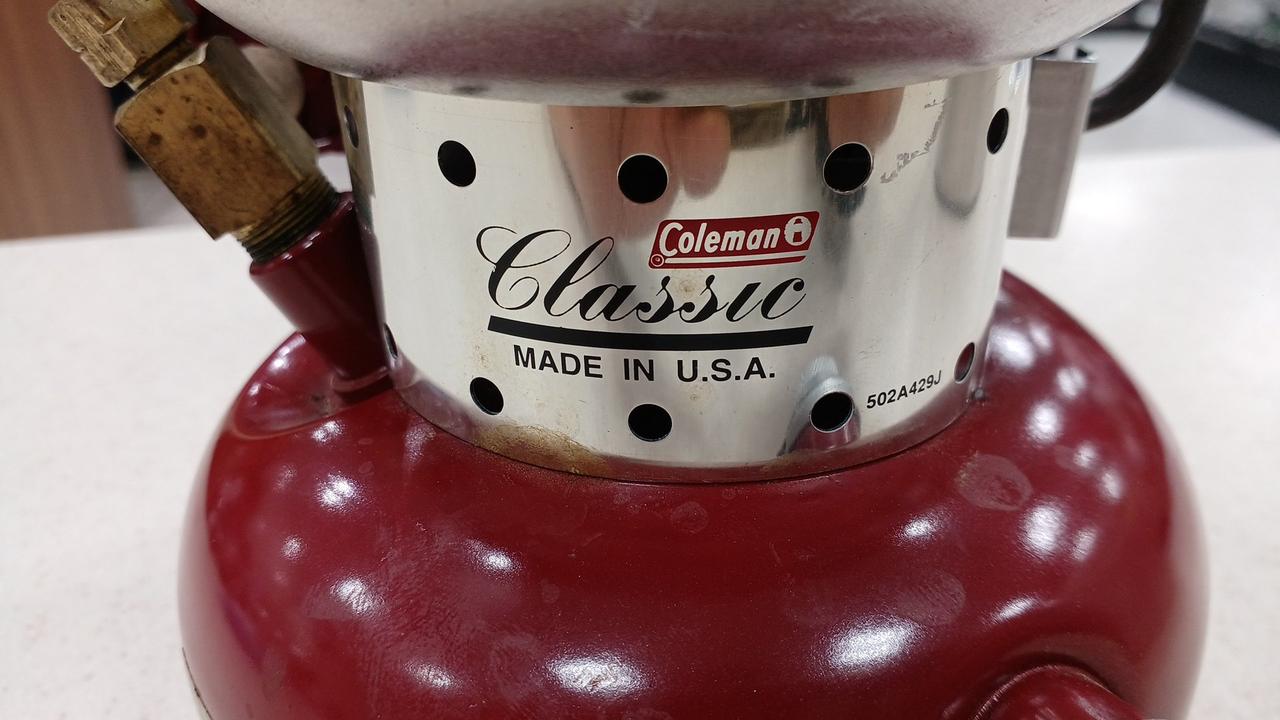 Coleman
Classic
MADE IN U.S.A.
502A429J